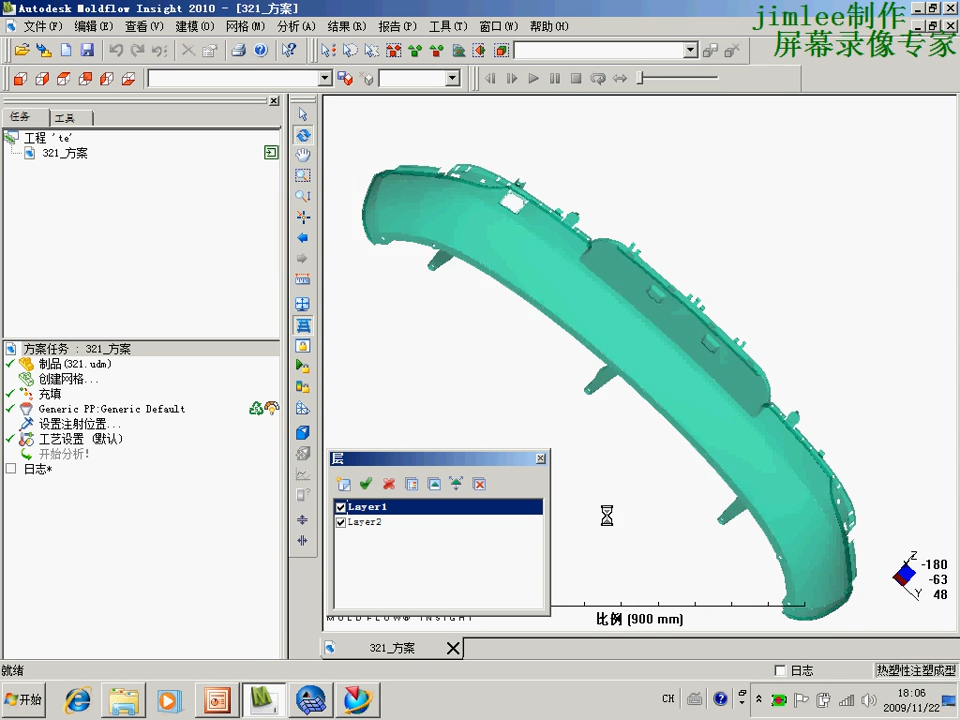 Autodesk Moldflow Insight 2010 - [321_方案]
jimlee制作
屏幕录像专家
文件(F) 编辑(E) 查看(V) 建模(O) 网格(M) 分析(A) 结果(R) 报告(P) 工具(T) 窗口(W) 帮助(H)
任务 工具
工程 'te'
321_方案
方案任务 : 321_方案
制品(321.udm)
创建网格...
充填
Generic PP:Generic Default
设置注射位置...
工艺设置 (默认)
开始分析!
日志*
层
Layer1
Layer2
Z
-180
-63
Y
48
比例 (900 mm)
MOLDFLOW® INSIGHT
321_方案
就绪
日志
热塑性注塑成型
开始
CH
18:06
2009/11/22